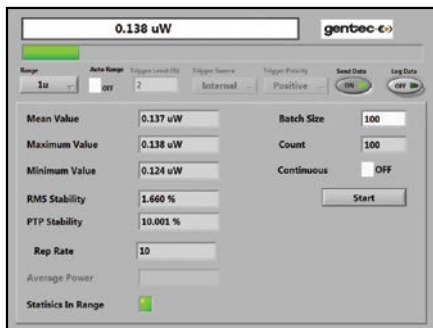 0.138 uW
gentec-eo
Range
Auto Range
Trigger Level (%)
Trigger Source
Trigger Polarity
Send Data
Log Data
1u
OFF
2
Internal
Positive
ON
OFF
Mean Value
0.137 uW
Batch Size
100
Maximum Value
0.138 uW
Count
100
Minimum Value
0.124 uW
Continuous
OFF
RMS Stability
1.660 %
Start
PTP Stability
10.001 %
Rep Rate
10
Average Power
Statisics In Range